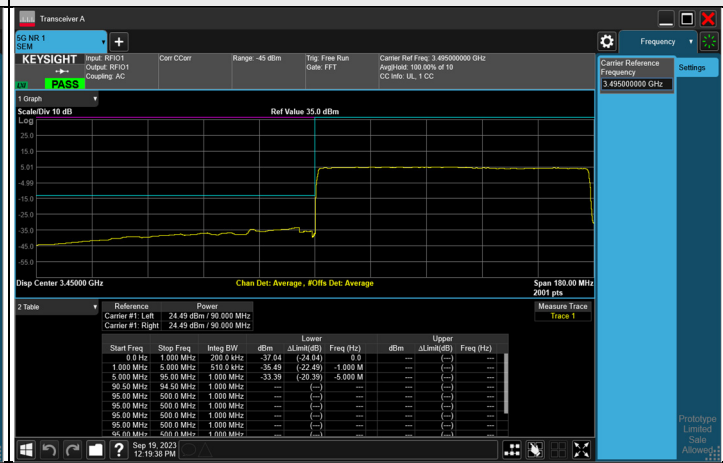 Transceiver A
5G NR 1
SEM
Frequency
KEYSIGHT
Input: RFIO1
Output: RFIO1
Coupling: AC
Corr CCorr
Range: -45 dBm
Trig: Free Run
Gate: FFT
Carrier Ref Freq: 3.495000000 GHz
Avg|Hold: 100.00% of 10
CC Info: UL, 1 CC
PASS
Carrier Reference Frequency
3.495000000 GHz
Settings
1 Graph
Scale/Div 10 dB
Ref Value 35.0 dBm
Log
25.0
15.0
5.01
-4.99
-15.0
-25.0
-35.0
-45.0
-55.0
Disp Center 3.45000 GHz
Chan Det: Average , #Offs Det: Average
Span 180.00 MHz
2001 pts
2 Table
Reference Power
Carrier #1: Left 24.49 dBm / 90.000 MHz
Carrier #1: Right 24.49 dBm / 90.000 MHz
Measure Trace
Trace 1
Lower Upper
Start Freq Stop Freq Integ BW dBm ΔLimit(dB) Freq (Hz) dBm ΔLimit(dB) Freq (Hz)
0.0 Hz 1.000 MHz 200.0 kHz -37.04 (-24.04) 0.0 --- (---) ---
1.000 MHz 5.000 MHz 510.0 kHz -35.49 (-22.49) -1.000 M --- (---) ---
5.000 MHz 95.00 MHz 1.000 MHz -33.39 (-20.39) -5.000 M --- (---) ---
90.50 MHz 94.50 MHz 1.000 MHz --- (---) --- --- (---) ---
95.00 MHz 500.0 MHz 1.000 MHz --- (---) --- --- (---) ---
95.00 MHz 500.0 MHz 1.000 MHz --- (---) --- --- (---) ---
95.00 MHz 500.0 MHz 1.000 MHz --- (---) --- --- (---) ---
95.00 MHz 500.0 MHz 1.000 MHz --- (---) --- --- (---) ---
Sep 19, 2023
12:19:38 PM
Prototype
Limited
Sale
Allowed